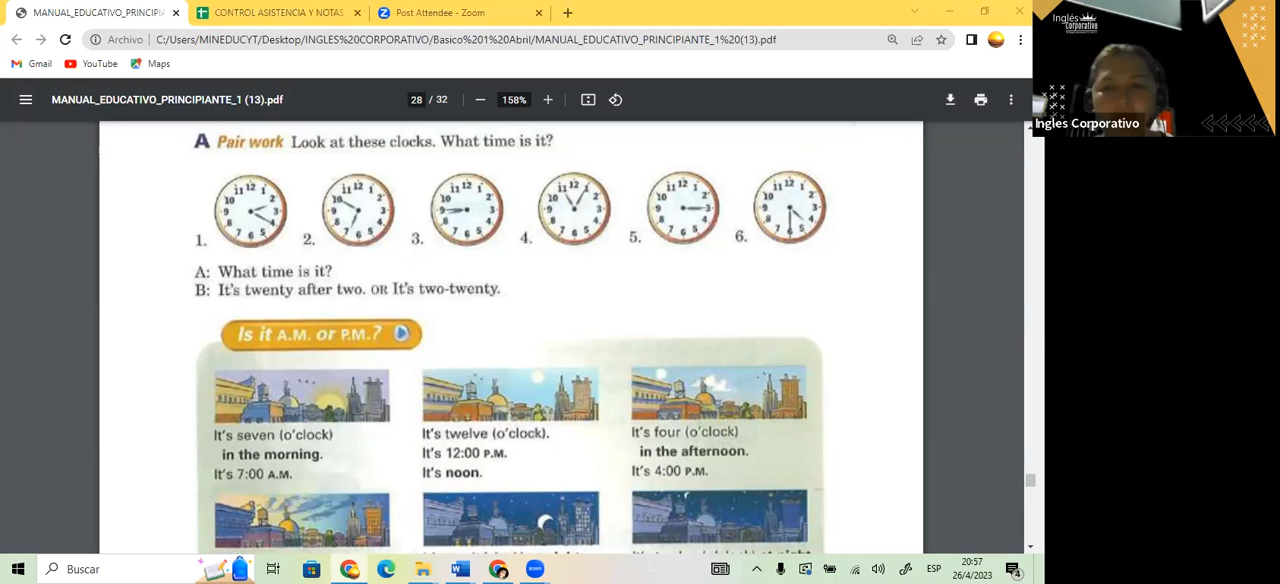 MANUAL_EDUCATIVO_PRINCIPIA
CONTROL ASISTENCIA Y NOTAS
Post Attendee - Zoom
Archivo
C:/Users/MINEDUCYT/Desktop/INGLES%20CORPORATIVO/Basico%201%20Abril/MANUAL_EDUCATIVO_PRINCIPIANTE_1%20(13).pdf
Gmail
YouTube
Maps
MANUAL_EDUCATIVO_PRINCIPIANTE_1 (13).pdf
28 / 32
158%
Inglés
Corporativo
Ingles Corporativo
A Pair work Look at these clocks. What time is it?
1.
2.
3.
4.
5.
6.
A: What time is it?
B: It's twenty after two. OR It's two-twenty.
Is it A.M. or P.M.?
It's seven (o'clock)
in the morning.
It's 7:00 A.M.
It's twelve (o'clock).
It's 12:00 P.M.
It's noon.
It's four (o'clock)
in the afternoon.
It's 4:00 P.M.
Buscar
ESP
20:57
26/4/2023
4